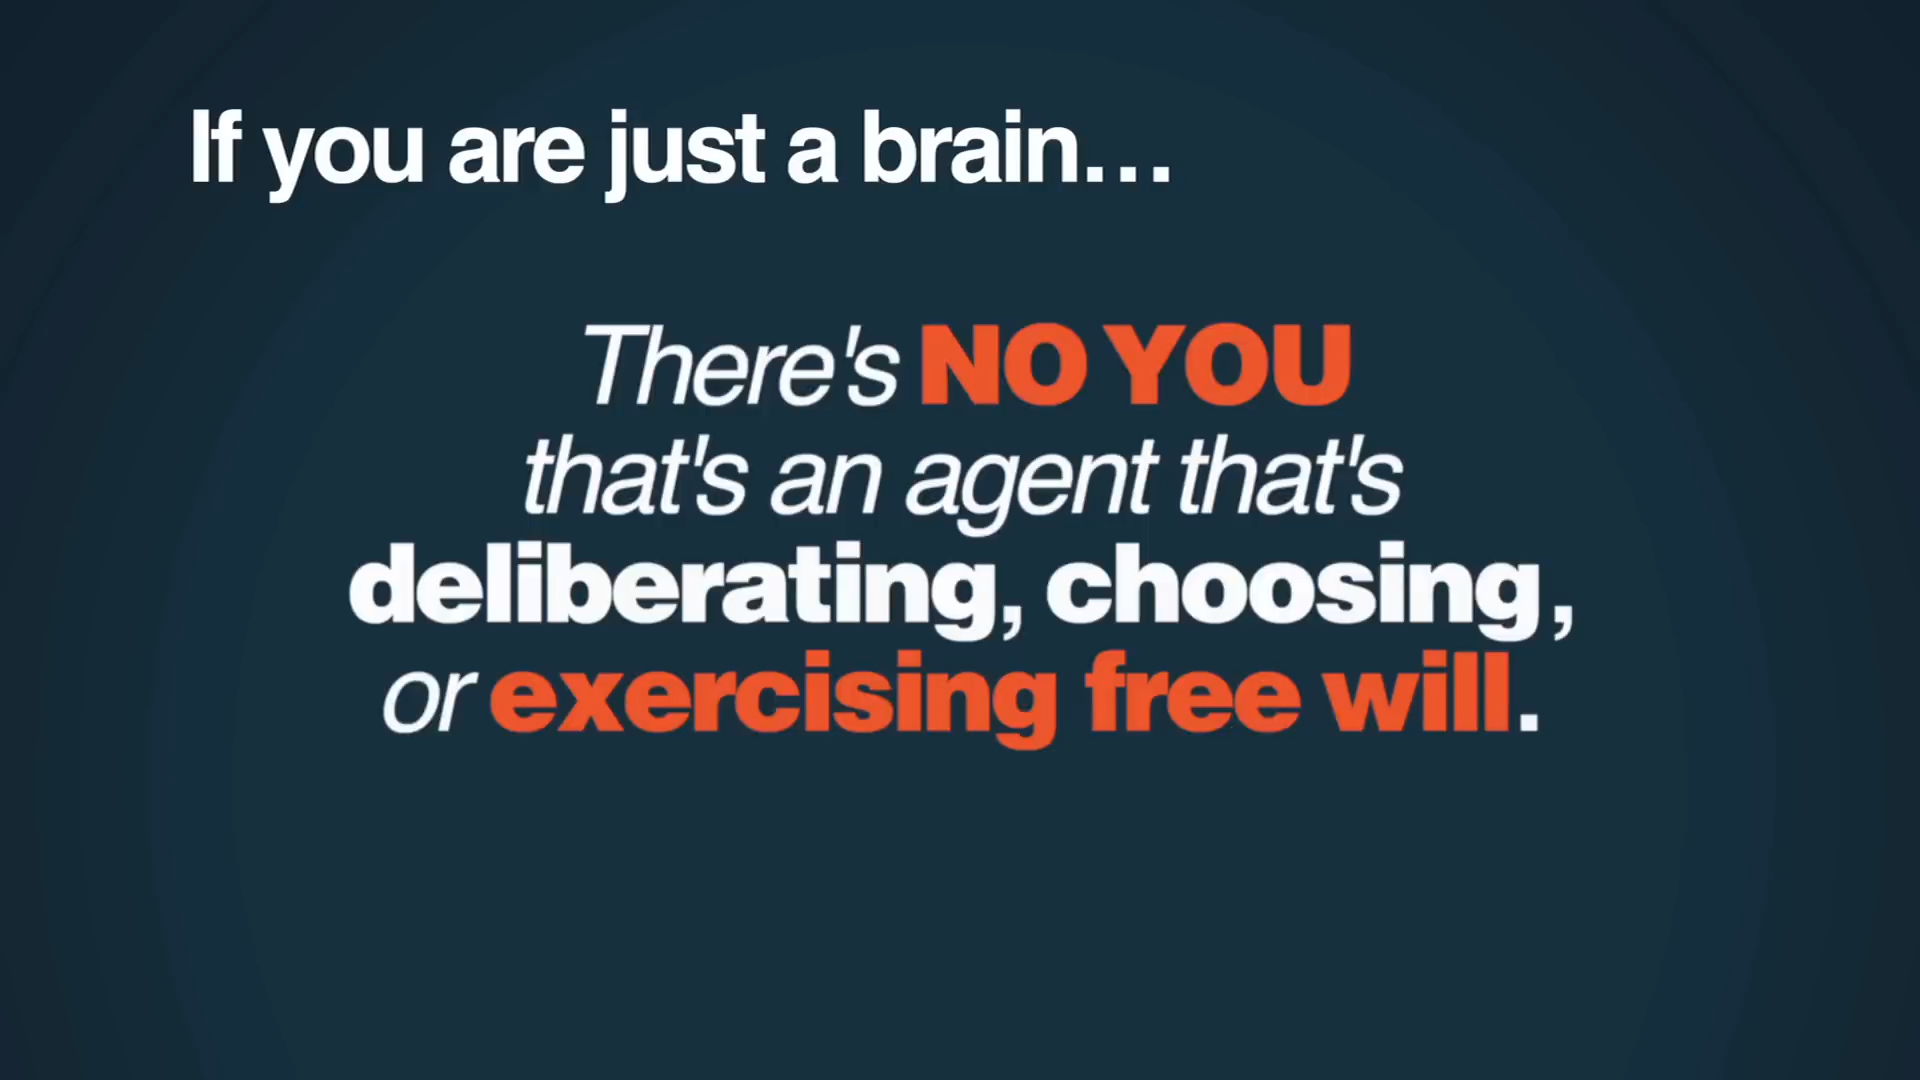 If you are just a brain…
There's NO YOU
that's an agent that's
deliberating, choosing,
or exercising free will.